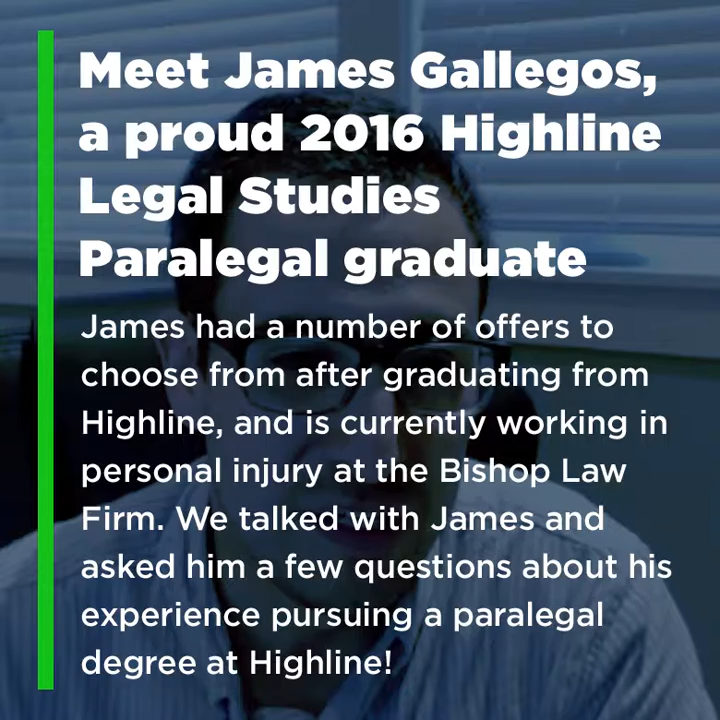 Meet James Gallegos,
a proud 2016 Highline
Legal Studies
Paralegal graduate
James had a number of offers to
choose from after graduating from
Highline, and is currently working in
personal injury at the Bishop Law
Firm. We talked with James and
asked him a few questions about his
experience pursuing a paralegal
degree at Highline!